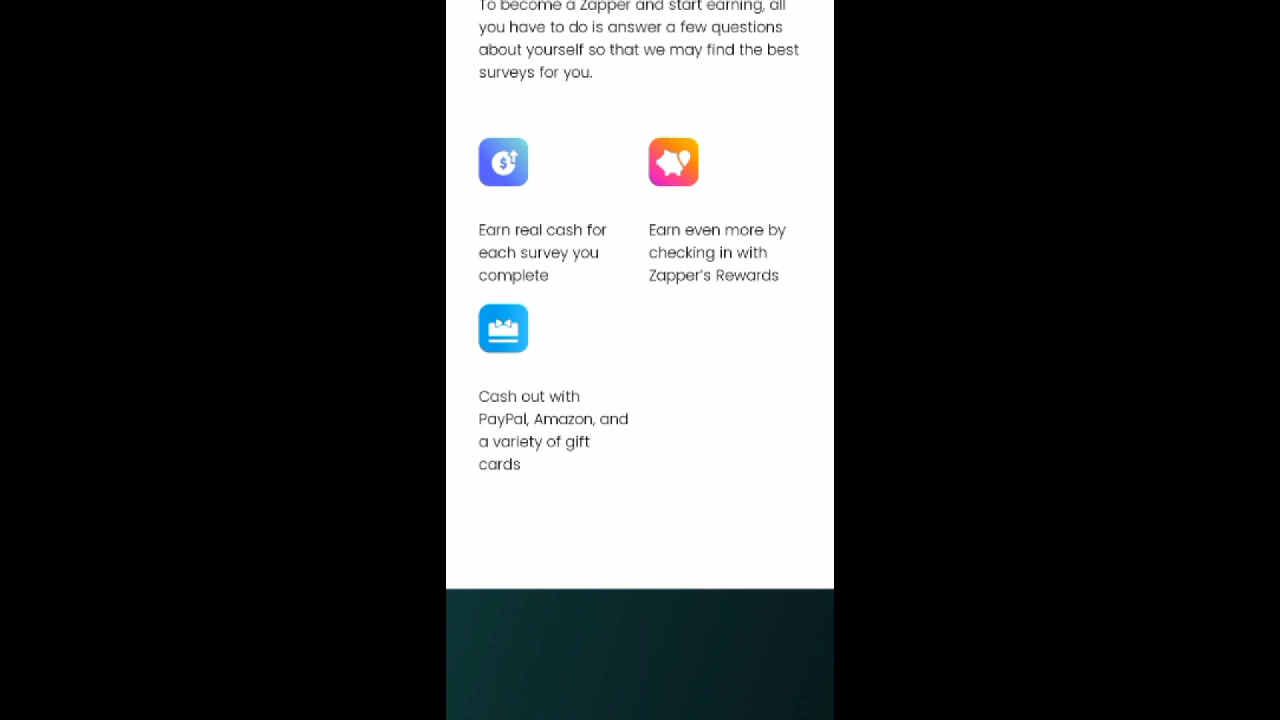 To become a Zapper and start earning, all
you have to do is answer a few questions
about yourself so that we may find the best
surveys for you.
$
Earn real cash for
each survey you
complete
Earn even more by
checking in with
Zapper's Rewards
Cash out with
PayPal, Amazon, and
a variety of gift
cards